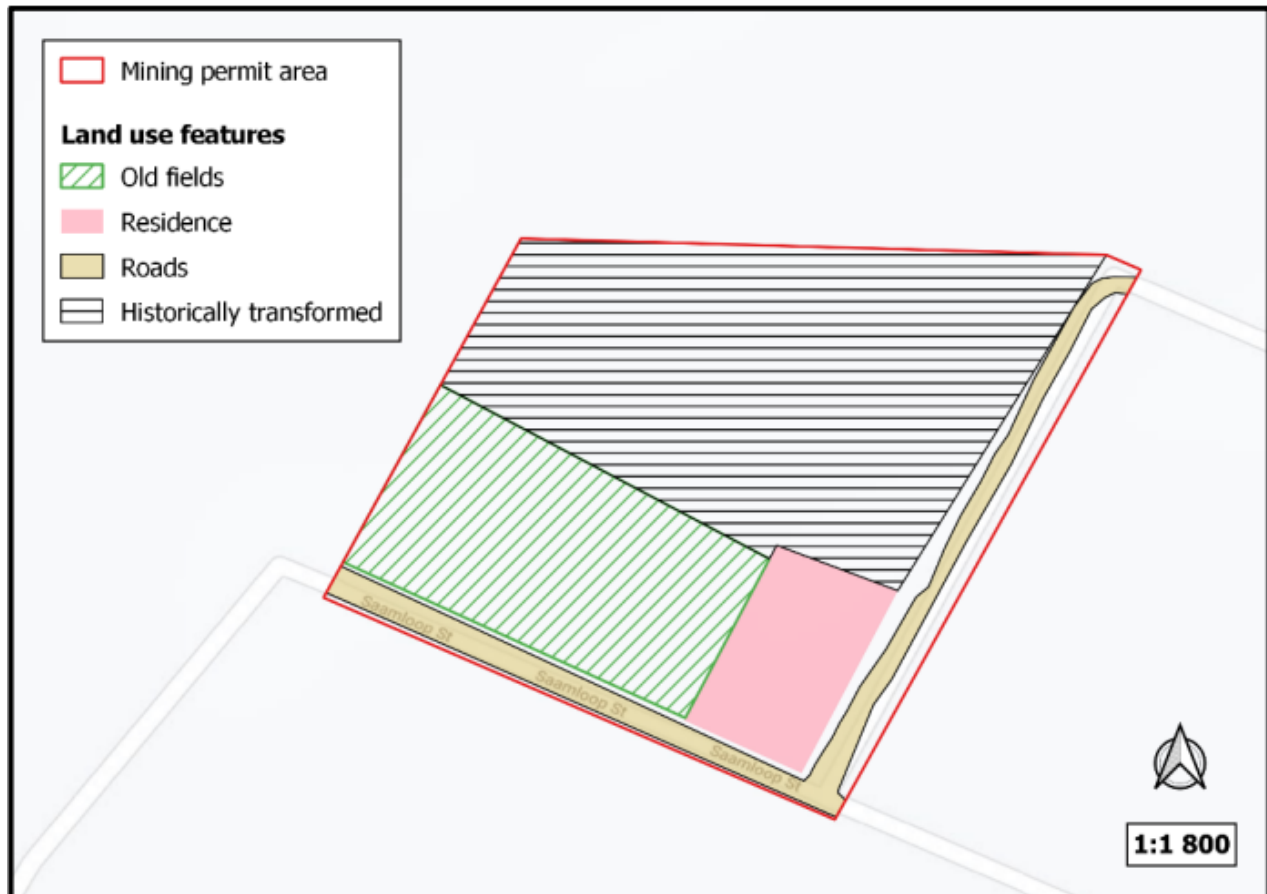 Mining permit area
Land use features
Old fields
Residence
Roads
Historically transformed
Saamloop St
Saamloop St
Saamloop St
1:1 800